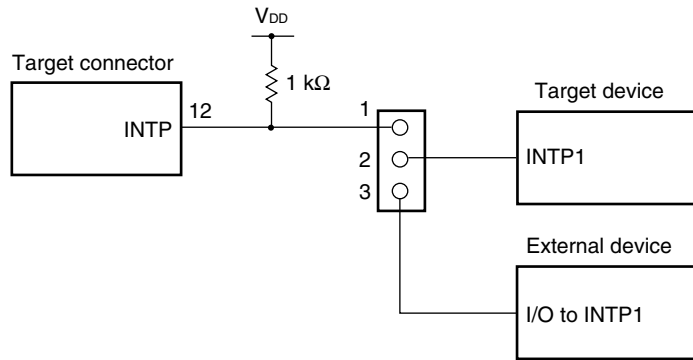 VDD
Target connector
1 kΩ
12
INTP
1
2
3
Target device
INTP1
External device
I/O to INTP1